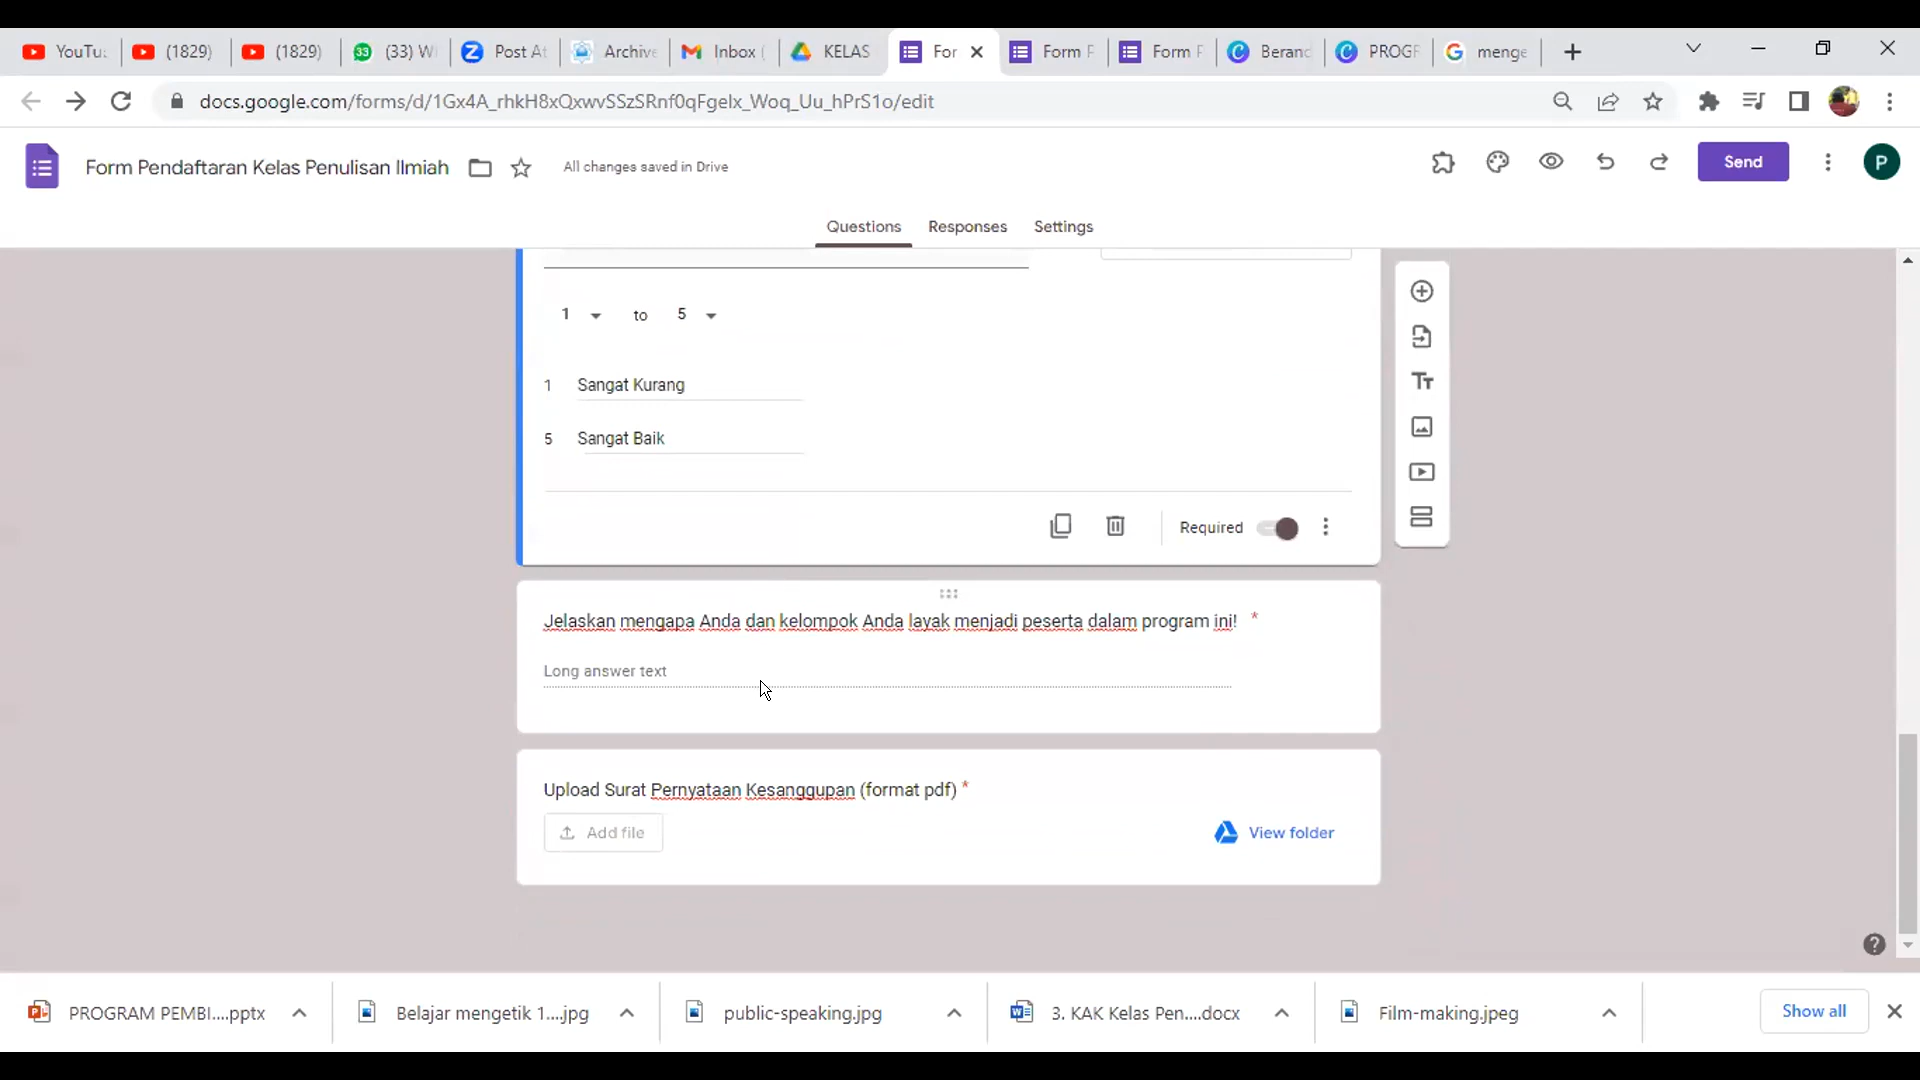 YouTu
(1829)
(1829)
33 (33) W
Post At
Archive
Inbox (
KELAS
For
Form P
Form P
Beranc
PROGF
menge
docs.google.com/forms/d/1Gx4A_rhkH8xQxwvSSzSRnf0qFgelx_Woq_Uu_hPrS1o/edit
Form Pendaftaran Kelas Penulisan Ilmiah
All changes saved in Drive
Send
P
Questions
Responses
Settings
1 to 5
1 Sangat Kurang
5 Sangat Baik
Required
Jelaskan mengapa Anda dan kelompok Anda layak menjadi peserta dalam program ini! *
Long answer text
Upload Surat Pernyataan Kesanggupan (format pdf) *
Add file
View folder
PROGRAM PEMBI....pptx
Belajar mengetik 1....jpg
public-speaking.jpg
3. KAK Kelas Pen....docx
Film-making.jpeg
Show all